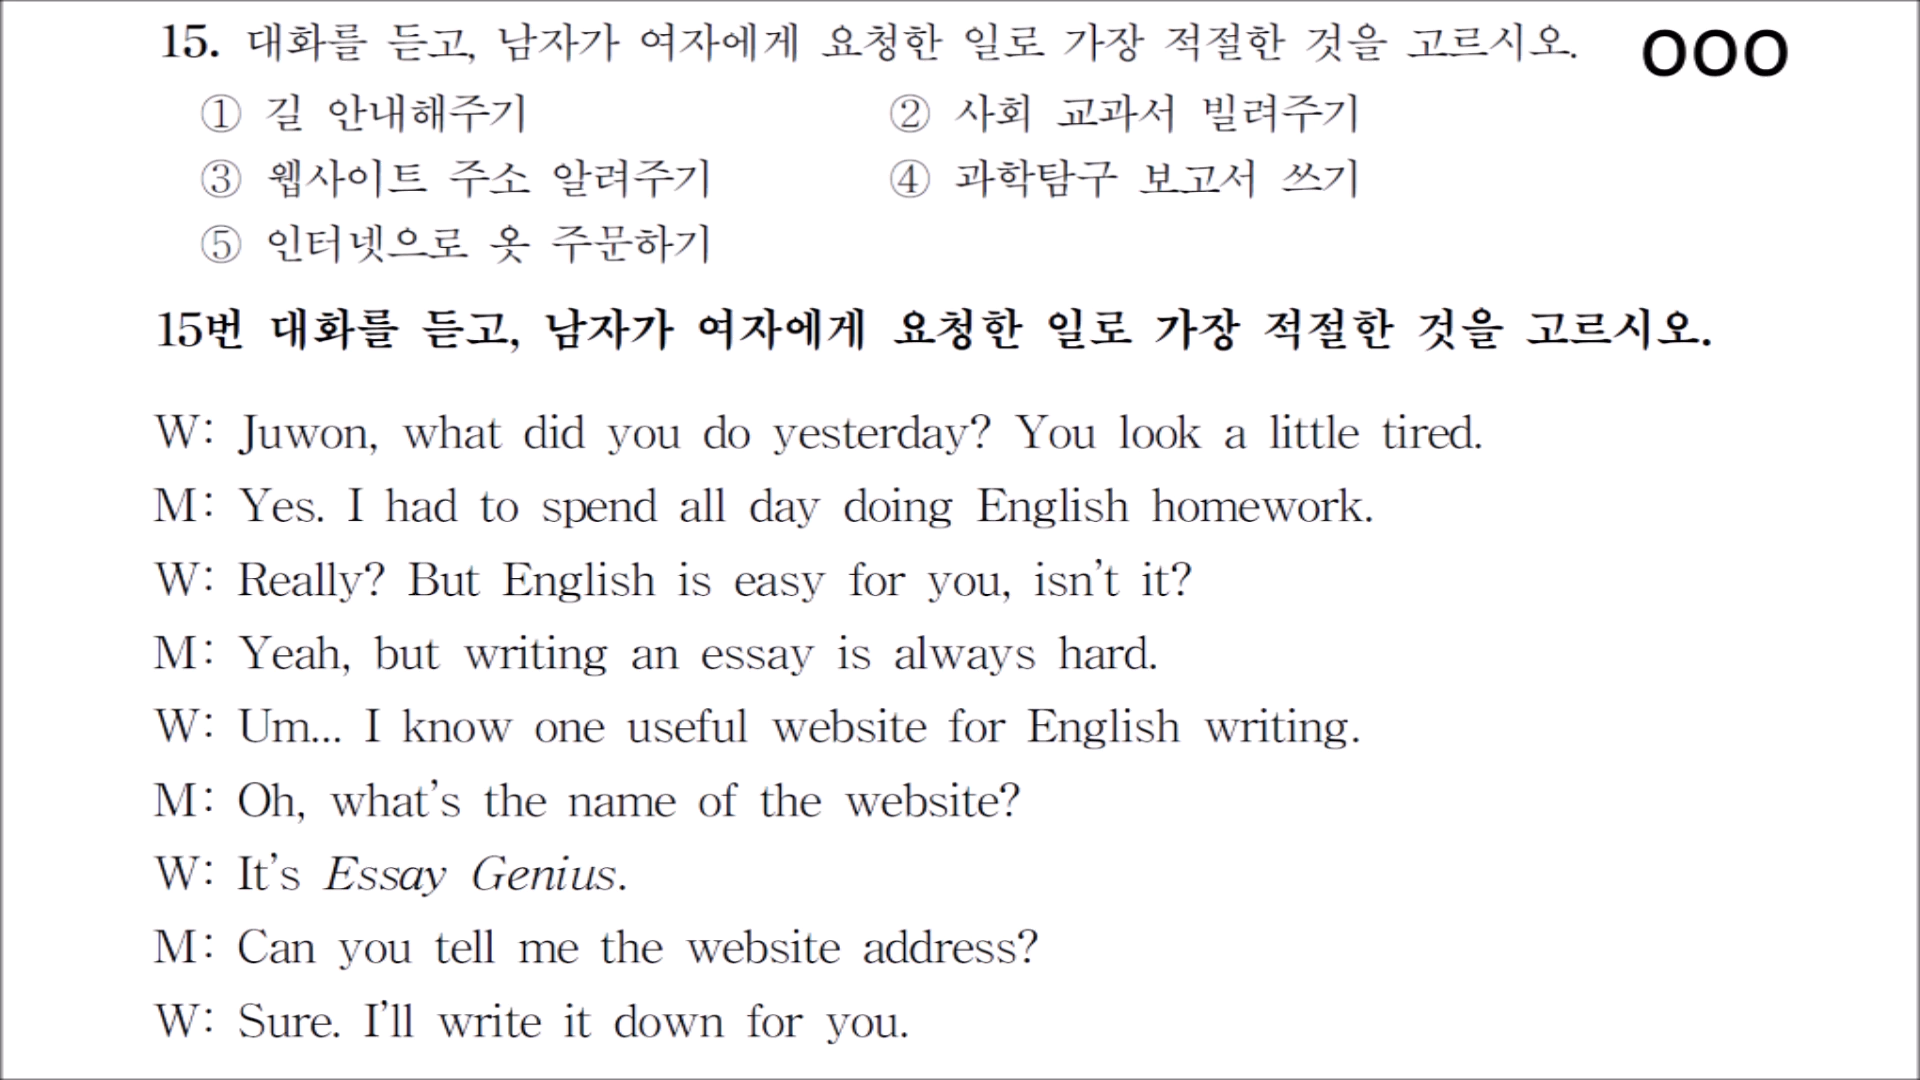 15. 대화를 듣고, 남자가 여자에게 요청한 일로 가장 적절한 것을 고르시오. OOO
① 길 안내해주기 ② 사회 교과서 빌려주기
③ 웹사이트 주소 알려주기 ④ 과학탐구 보고서 쓰기
⑤ 인터넷으로 옷 주문하기
15번 대화를 듣고, 남자가 여자에게 요청한 일로 가장 적절한 것을 고르시오.
W: Juwon, what did you do yesterday? You look a little tired.
M: Yes. I had to spend all day doing English homework.
W: Really? But English is easy for you, isn't it?
M: Yeah, but writing an essay is always hard.
W: Um... I know one useful website for English writing.
M: Oh, what's the name of the website?
W: It's Essay Genius.
M: Can you tell me the website address?
W: Sure. I'll write it down for you.